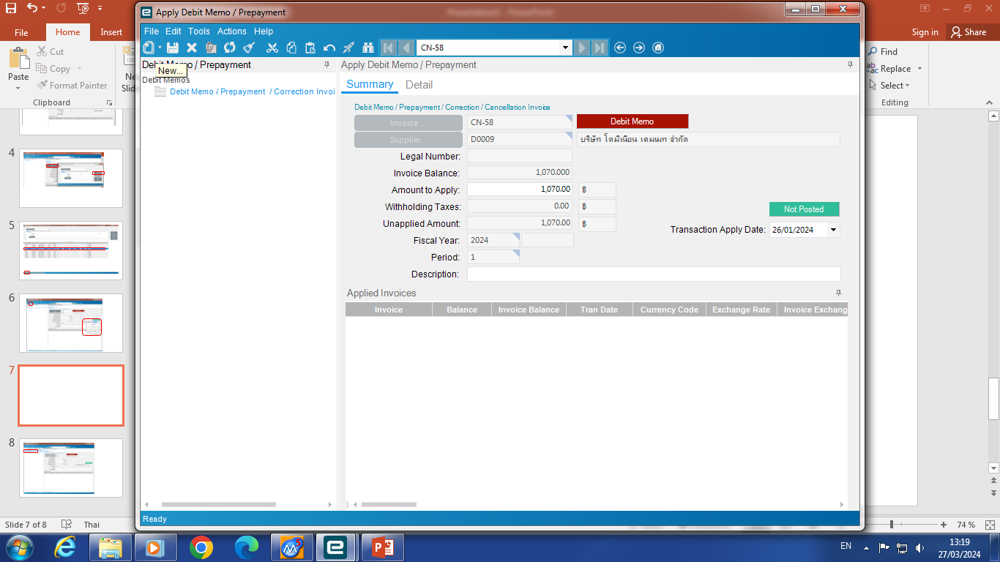 Apply Debit Memo / Prepayment
File
Home
Insert
Sign in
Share
File Edit Tools Actions Help
CN-58
Cut
Copy
Format Painter
Paste
Clipboard
Find
Replace
Select
Editing
New...
Debit Memos
Debit Memo / Prepayment / Correction Invoi
Apply Debit Memo / Prepayment
Summary Detail
Debit Memo / Prepayment / Correction / Cancellation Invoice
Invoice ... CN-58 Debit Memo
Supplier... D0009 บริษัท โดมิเนียน เคมเมท จำกัด
Legal Number:
Invoice Balance: 1,070.000
Amount to Apply: 1,070.00 ฿
Withholding Taxes: 0.00 ฿
Unapplied Amount: 1,070.00 ฿
Not Posted
Transaction Apply Date: 26/01/2024
Fiscal Year: 2024
Period: 1
Description:
Applied Invoices
Invoice Balance Invoice Balance Tran Date Currency Code Exchange Rate Invoice Exchang
4
5
6
7
8
Ready
Slide 7 of 8 Thai
74 %
EN
13:19
27/03/2024